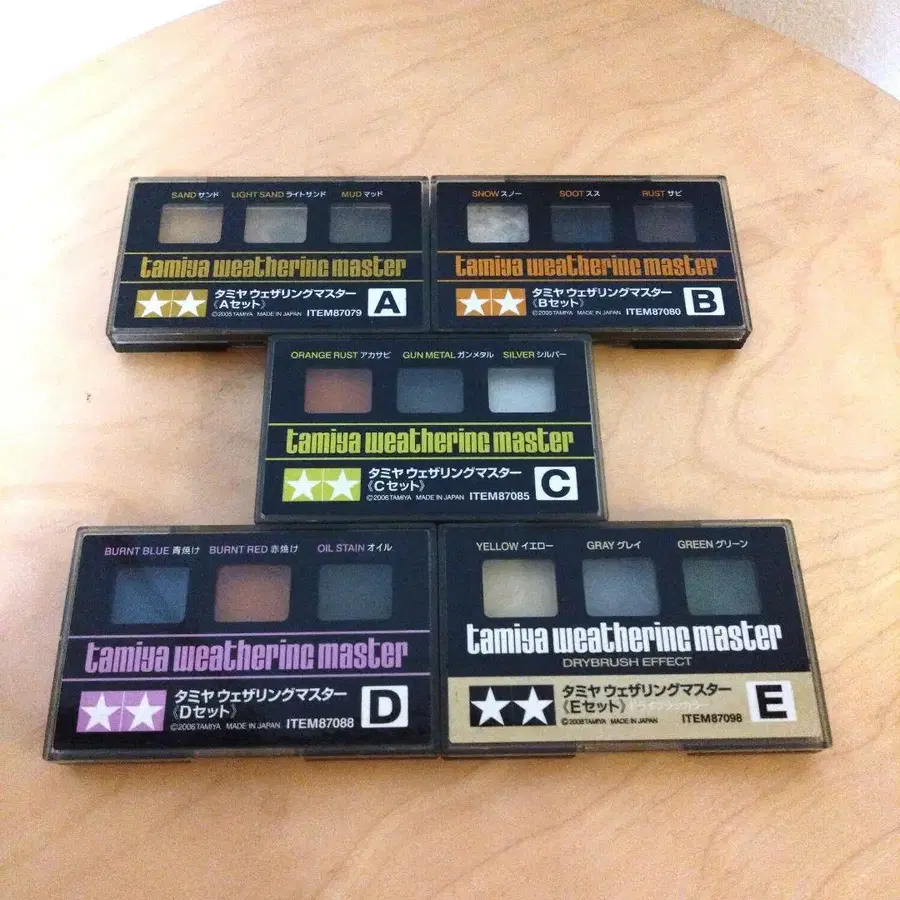 SAND サンド LIGHT SAND ライトサンド MUD マッド
tamiya weathering master
タミヤ ウェザリングマスター
《Aセット》
©2005 TAMIYA MADE IN JAPAN ITEM87079
A
SNOW スノー SOOT スス RUST サビ
tamiya weathering master
タミヤ ウェザリングマスター
《Bセット》
©2005 TAMIYA MADE IN JAPAN ITEM87080
B
ORANGE RUST アカサビ GUN METAL ガンメタル SILVER シルバー
tamiya weathering master
タミヤ ウェザリングマスター
《Cセット》
©2006 TAMIYA MADE IN JAPAN ITEM87085
C
BURNT BLUE 青焼け BURNT RED 赤焼け OIL STAIN オイル
tamiya weathering master
タミヤ ウェザリングマスター
《Dセット》
©2006 TAMIYA MADE IN JAPAN ITEM87088
D
YELLOW イエロー GRAY グレイ GREEN グリーン
tamiya weathering master
DRYBRUSH EFFECT
タミヤ ウェザリングマスター
《Eセット》
©2008 TAMIYA MADE IN JAPAN ITEM87098
E